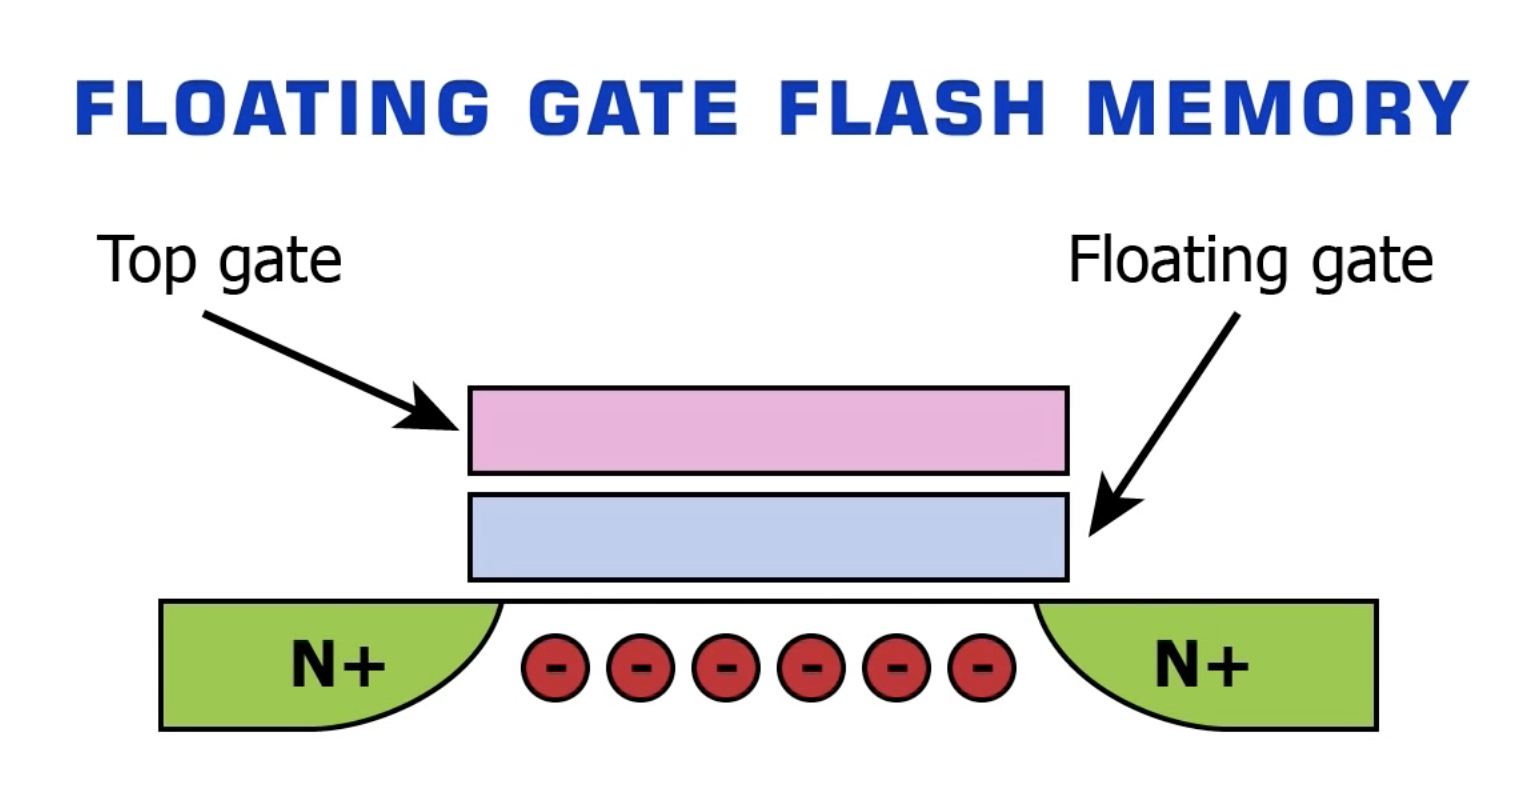 FLOATING GATE FLASH MEMORY
Top gate
Floating gate
N+
- - - - - -
N+